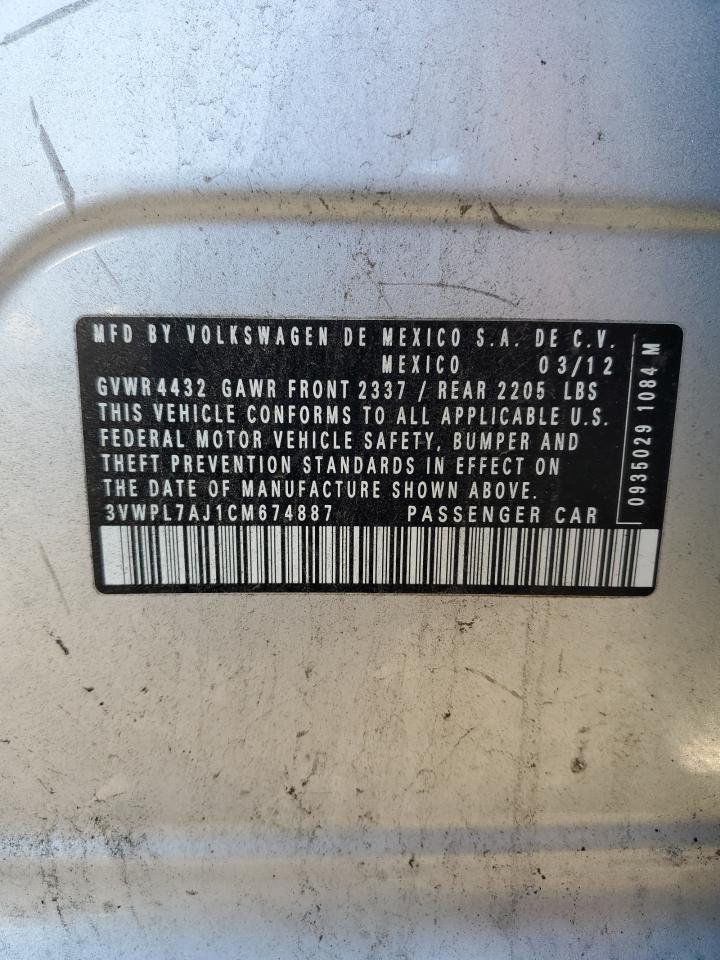 MFD BY VOLKSWAGEN DE MEXICO S.A. DE C.V.
MEXICO 03/12
GVWR 4432 GAWR FRONT 2337 / REAR 2205 LBS
THIS VEHICLE CONFORMS TO ALL APPLICABLE U.S.
FEDERAL MOTOR VEHICLE SAFETY, BUMPER AND
THEFT PREVENTION STANDARDS IN EFFECT ON
THE DATE OF MANUFACTURE SHOWN ABOVE.
3VWPL7AJ1CM674887 PASSENGER CAR
0935029 1084 M